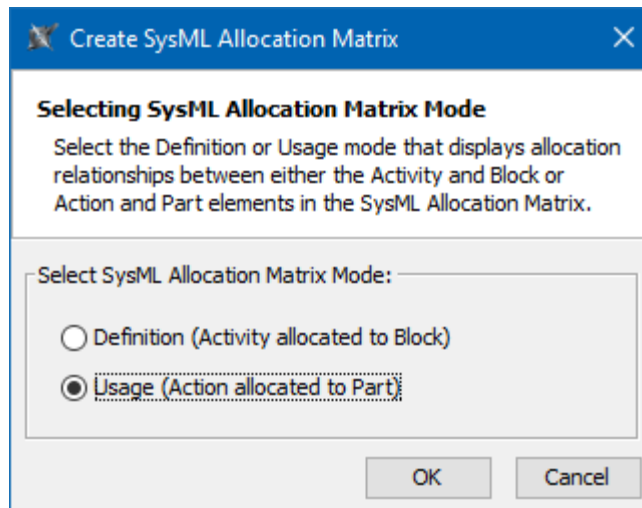 Create SysML Allocation Matrix
Selecting SysML Allocation Matrix Mode
Select the Definition or Usage mode that displays allocation
relationships between either the Activity and Block or
Action and Part elements in the SysML Allocation Matrix.
Select SysML Allocation Matrix Mode:
Definition (Activity allocated to Block)
Usage (Action allocated to Part)
OK Cancel